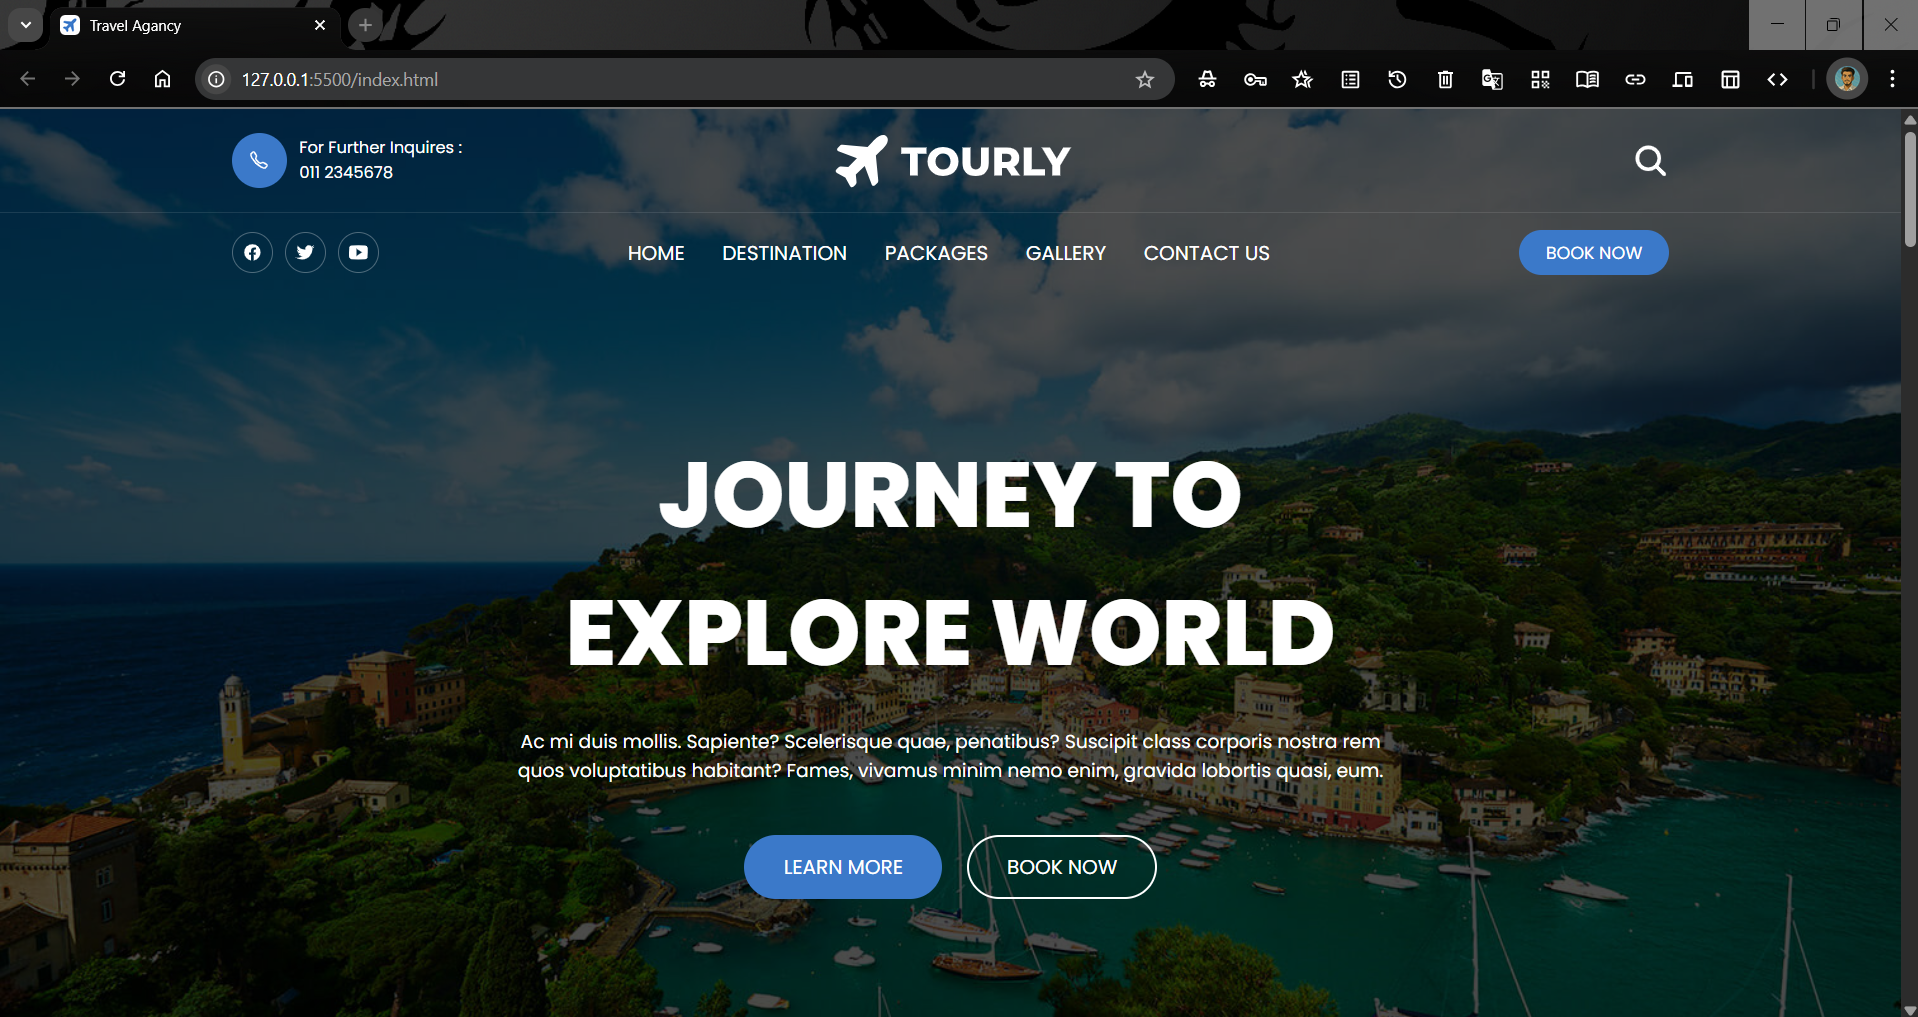 Travel Agancy
127.0.0.1:5500/index.html
For Further Inquires :
011 2345678
TOURLY
HOME DESTINATION PACKAGES GALLERY CONTACT US
BOOK NOW
JOURNEY TO
EXPLORE WORLD
Ac mi duis mollis. Sapiente? Scelerisque quae, penatibus? Suscipit class corporis nostra rem
quos voluptatibus habitant? Fames, vivamus minim nemo enim, gravida lobortis quasi, eum.
LEARN MORE
BOOK NOW